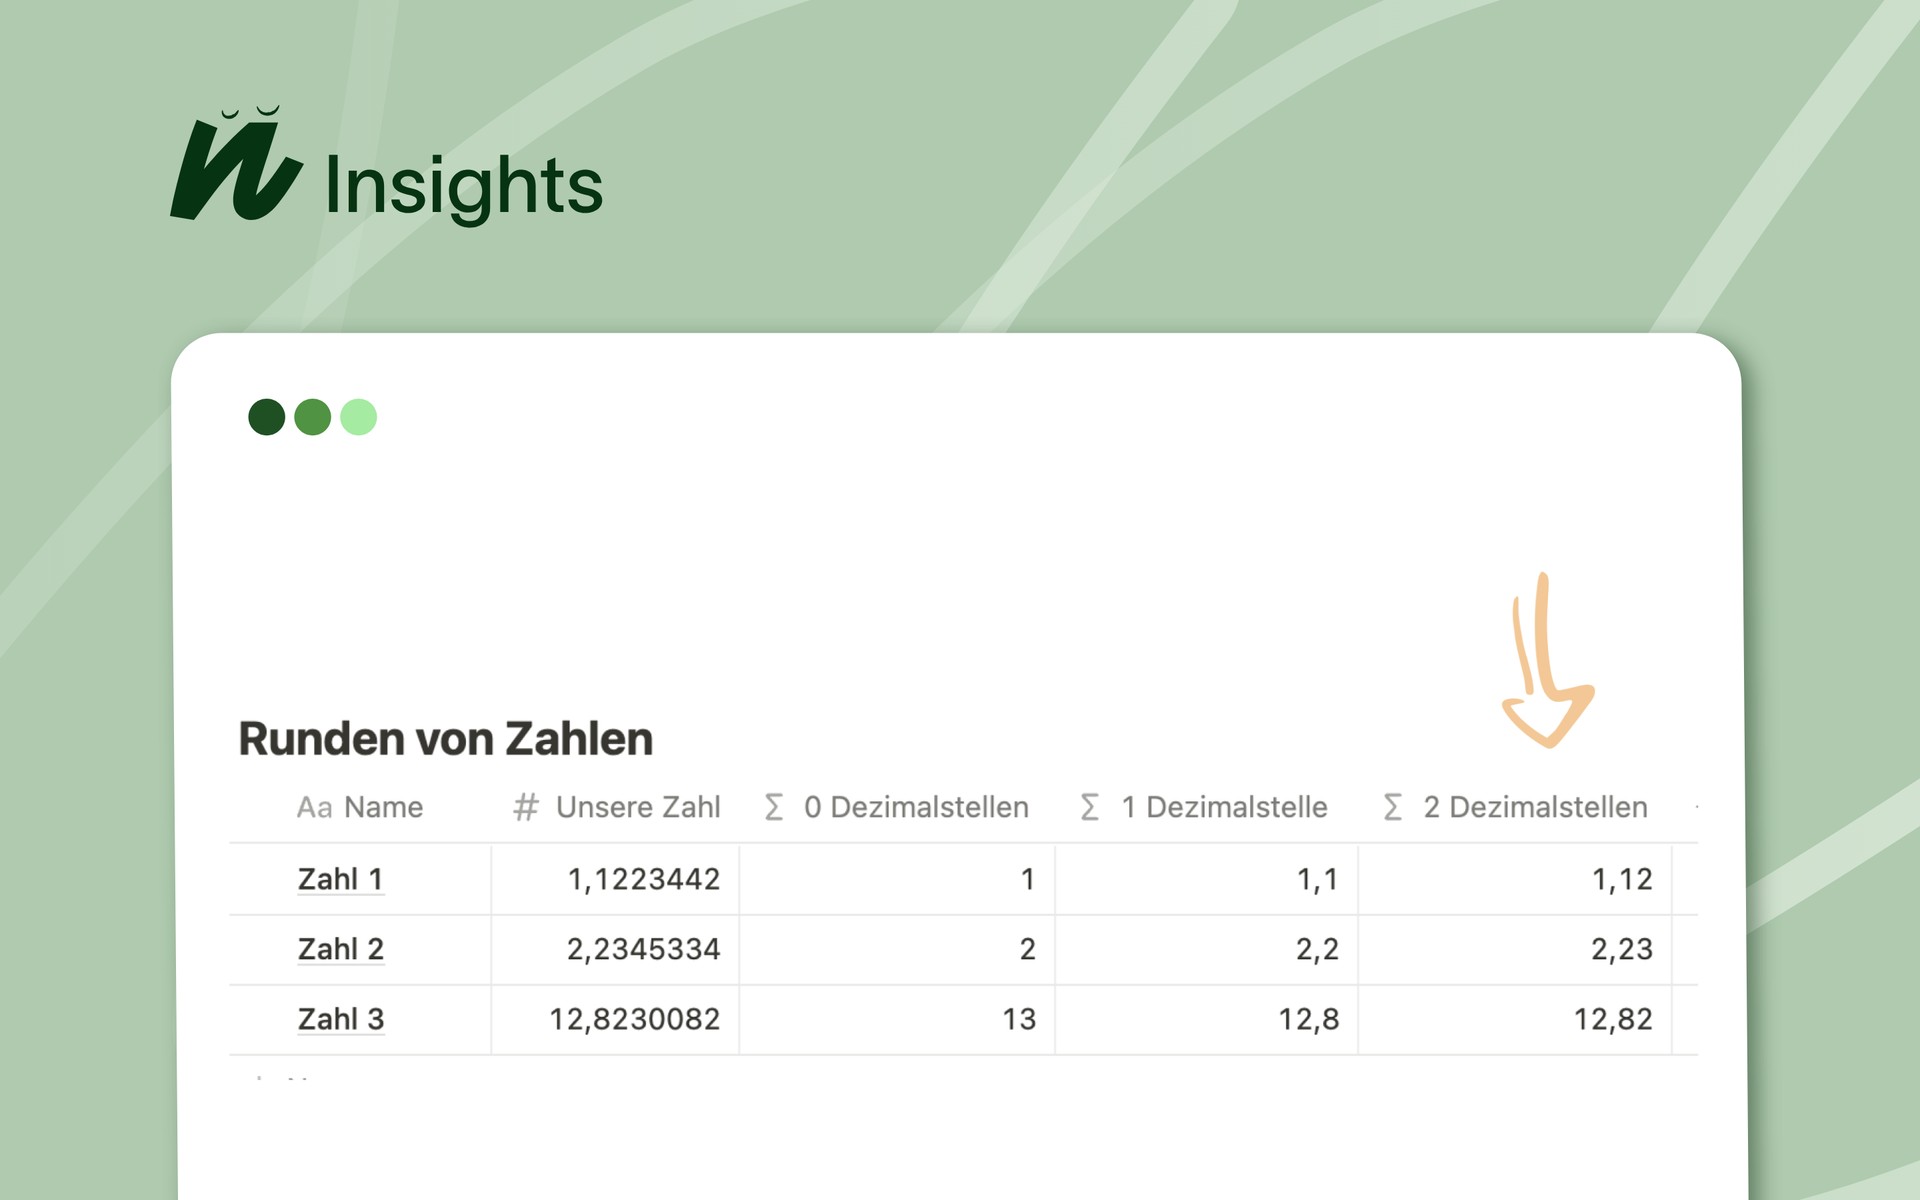 Insights
Runden von Zahlen
Aa Name # Unsere Zahl Σ 0 Dezimalstellen Σ 1 Dezimalstelle Σ 2 Dezimalstellen
Zahl 1 1,1223442 1 1,1 1,12
Zahl 2 2,2345334 2 2,2 2,23
Zahl 3 12,8230082 13 12,8 12,82